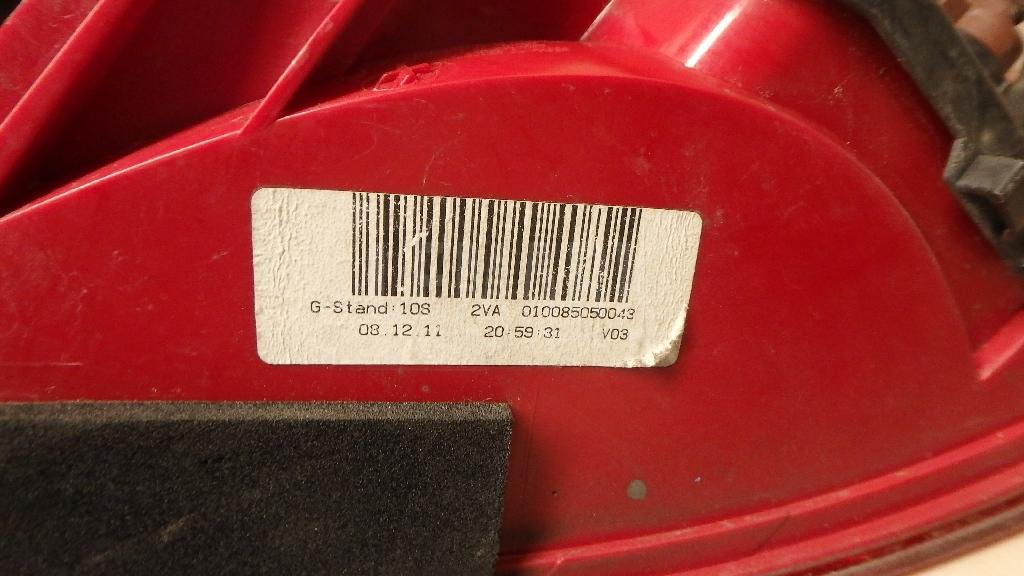 G-Stand:10S 2VA 010085050043
08.12.11 20:59:31 V03